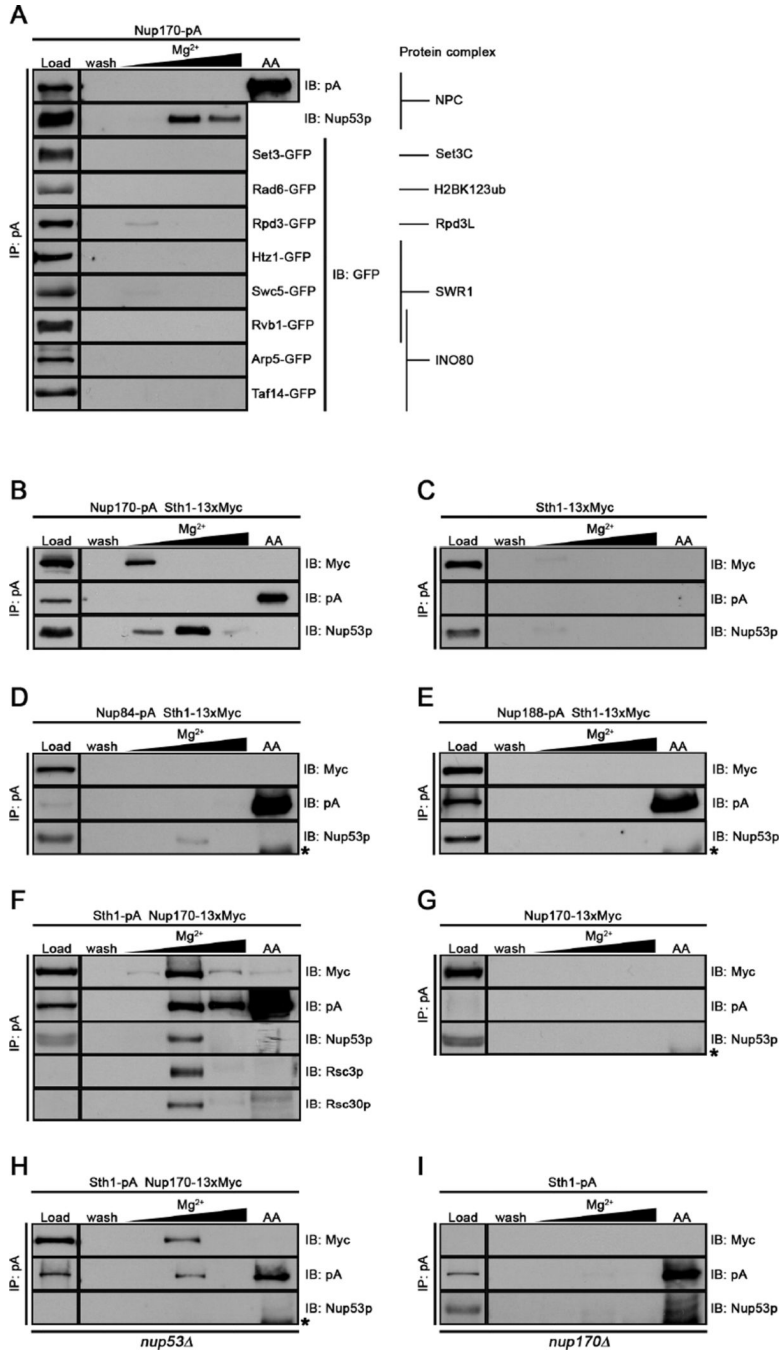 A
Nup170-pA
Mg2+
Load wash AA
Protein complex
IB: pA
NPC
IB: Nup53p
Set3-GFP
Set3C
Rad6-GFP
H2BK123ub
Rpd3-GFP
Rpd3L
Htz1-GFP
IB: GFP
Swc5-GFP
SWR1
Rvb1-GFP
Arp5-GFP
INO80
Taf14-GFP
IP: pA
B
Nup170-pA Sth1-13xMyc
Mg2+
Load wash AA
IB: Myc
IB: pA
IB: Nup53p
IP: pA
C
Sth1-13xMyc
Mg2+
Load wash AA
IB: Myc
IB: pA
IB: Nup53p
IP: pA
D
Nup84-pA Sth1-13xMyc
Mg2+
Load wash AA
IB: Myc
IB: pA
IB: Nup53p
*
IP: pA
E
Nup188-pA Sth1-13xMyc
Mg2+
Load wash AA
IB: Myc
IB: pA
IB: Nup53p
*
IP: pA
F
Sth1-pA Nup170-13xMyc
Mg2+
Load wash AA
IB: Myc
IB: pA
IB: Nup53p
IB: Rsc3p
IB: Rsc30p
IP: pA
G
Nup170-13xMyc
Mg2+
Load wash AA
IB: Myc
IB: pA
IB: Nup53p
*
IP: pA
H
Sth1-pA Nup170-13xMyc
Mg2+
Load wash AA
IB: Myc
IB: pA
IB: Nup53p
*
IP: pA
nup53Δ
I
Sth1-pA
Mg2+
Load wash AA
IB: Myc
IB: pA
IB: Nup53p
IP: pA
nup170Δ